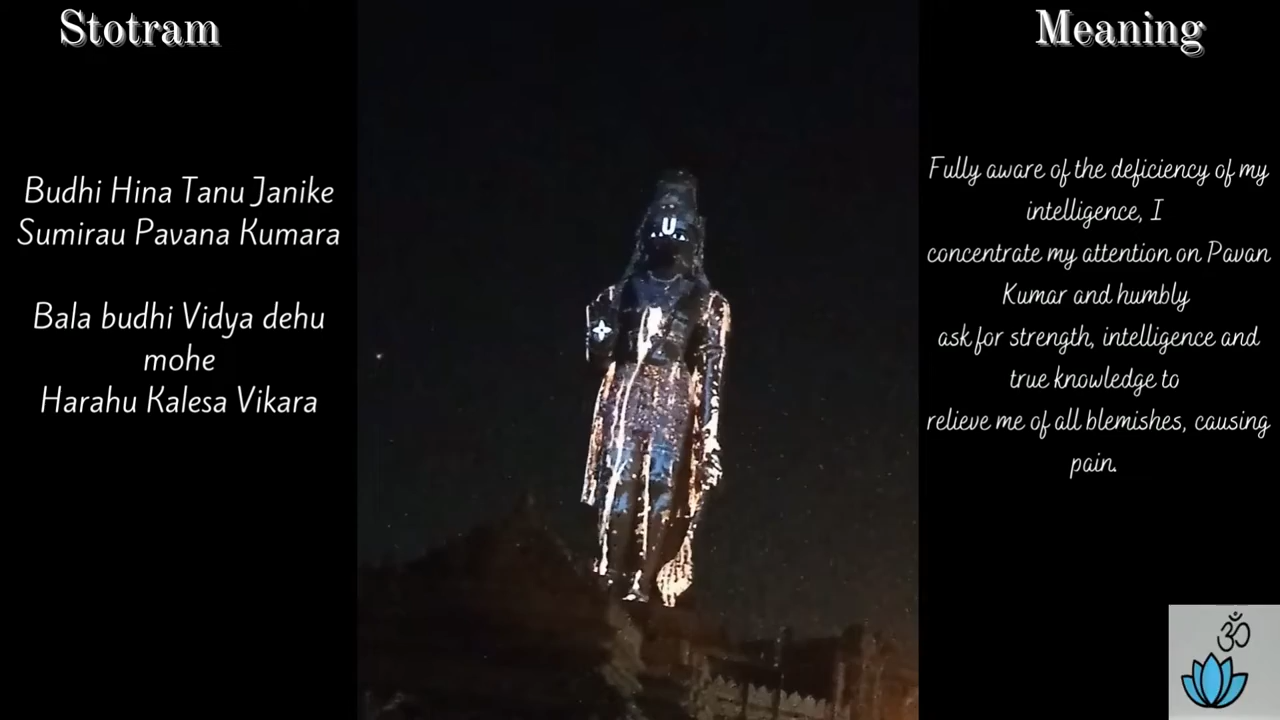 Stotram
Budhi Hina Tanu Janike
Sumirau Pavana Kumara
Bala budhi Vidya dehu
mohe
Harahu Kalesa Vikara
Meaning
Fully aware of the deficiency of my
intelligence, I
concentrate my attention on Pavan
Kumar and humbly
ask for strength, intelligence and
true knowledge to
relieve me of all blemishes, causing
pain.
ॐ